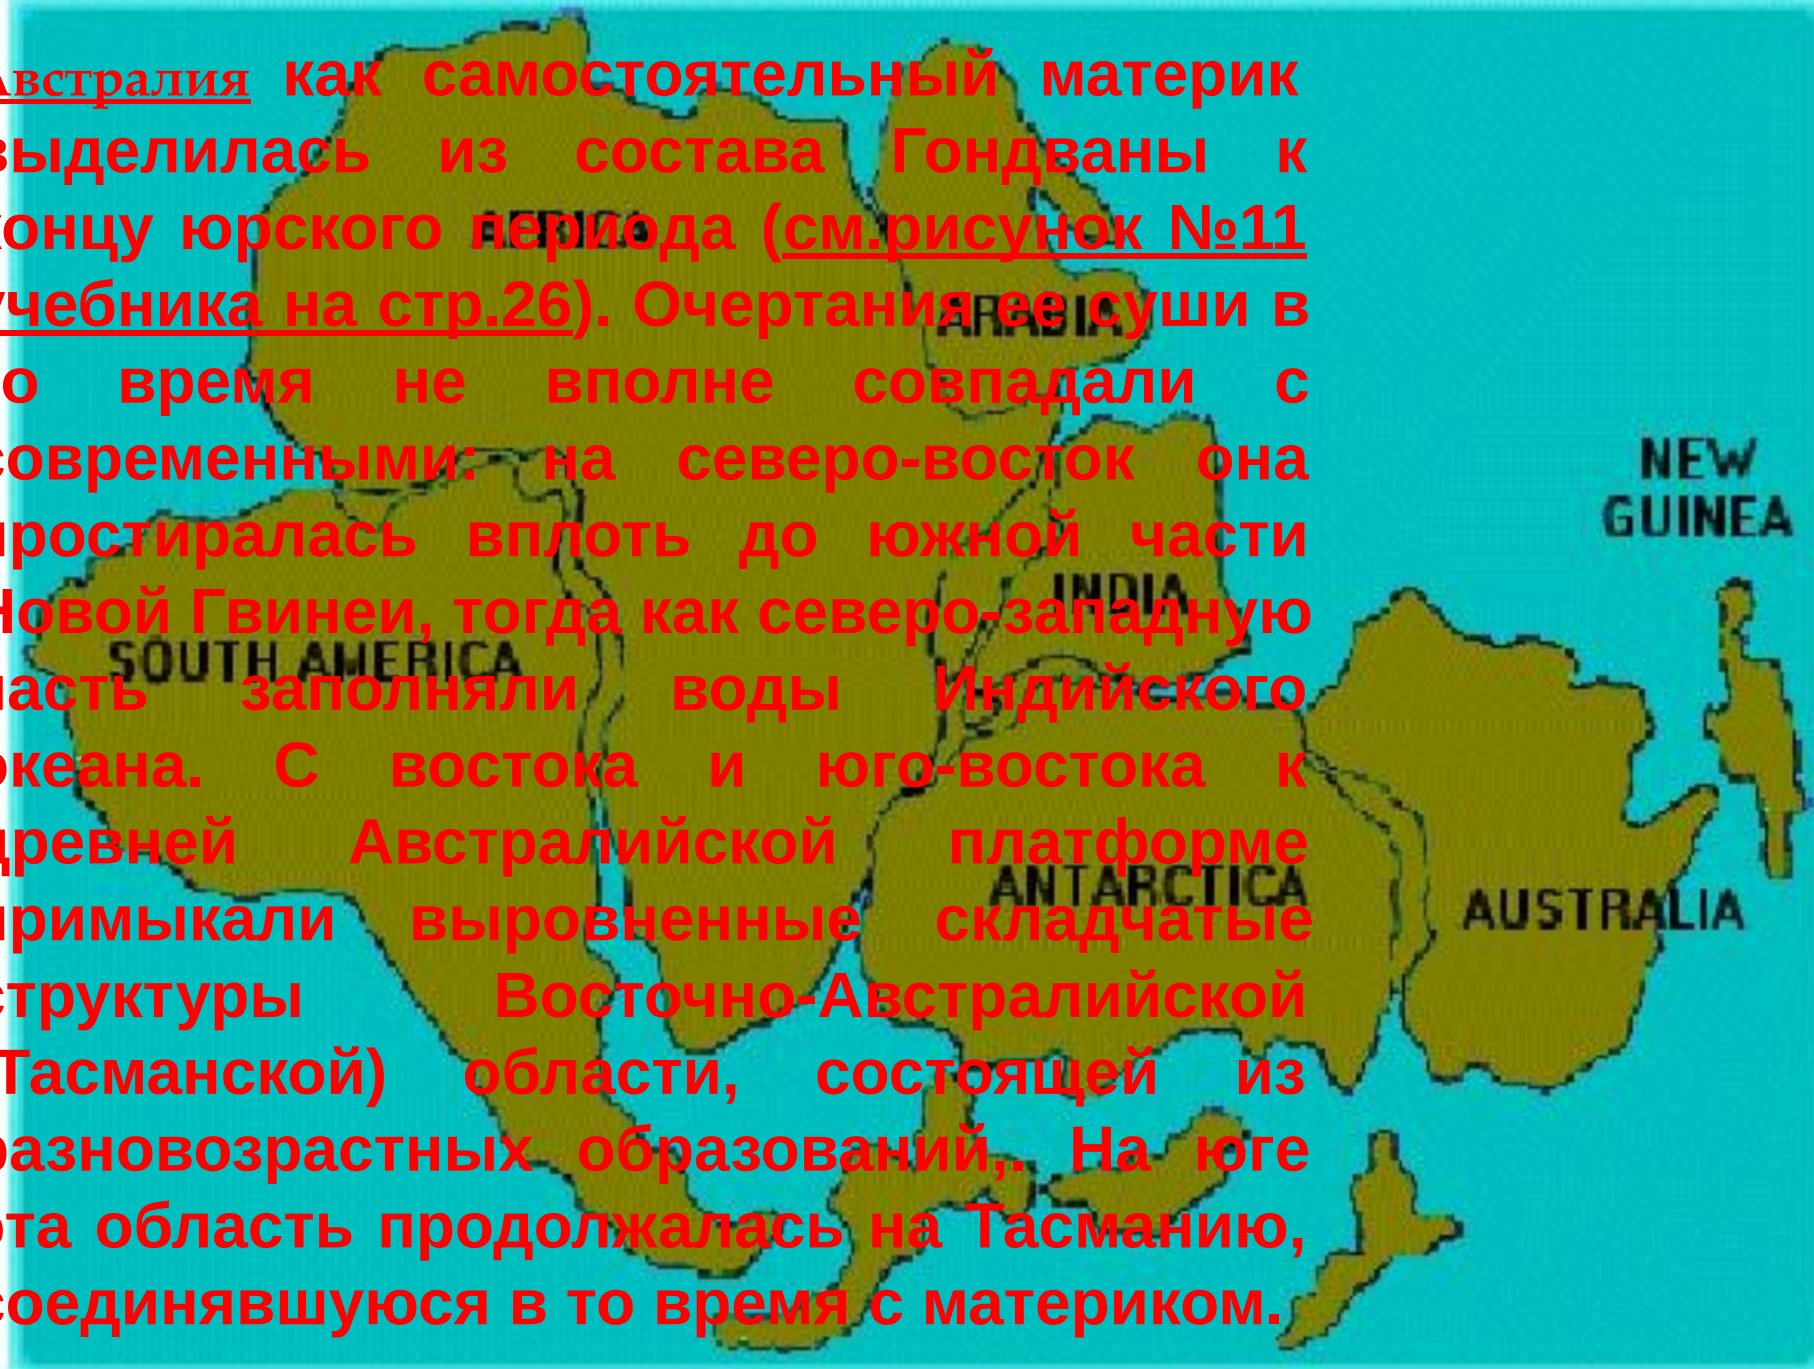 Австралия как самостоятельный материк
выделилась из состава Гондваны к
концу юрского периода (см.рисунок №11
учебника на стр.26). Очертания ее суши в
то время не вполне совпадали с
современными: на северо-восток она
простиралась вплоть до южной части
Новой Гвинеи, тогда как северо-западную
часть заполняли воды Индийского
океана. С востока и юго-востока к
древней Австралийской платформе
примыкали выровненные складчатые
структуры Восточно-Австралийской
(Тасманской) области, состоящей из
разновозрастных образований,. На юге
эта область продолжалась на Тасманию,
соединявшуюся в то время с материком.
AFRICA
ARABIA
INDIA
SOUTH AMERICA
ANTARCTICA
AUSTRALIA
NEW
GUINEA